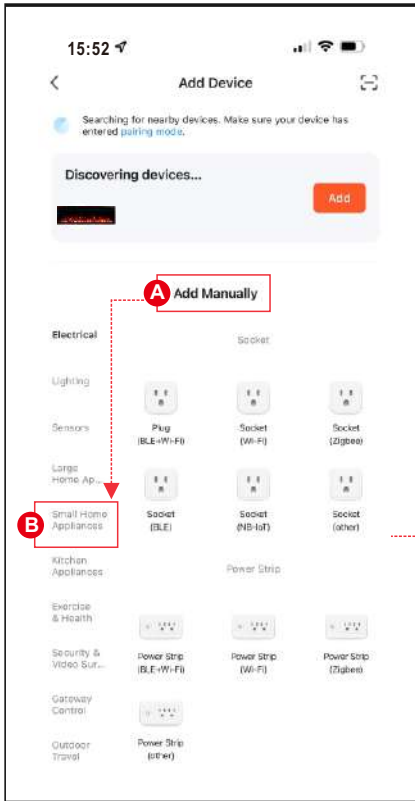 15:52
Add Device
Searching for nearby devices. Make sure your device has
entered pairing mode.
Discovering devices...
Add
A Add Manually
Electrical
Socket
Lighting
Sensors
Plug
(BLE+Wi-Fi)
Socket
(Wi-Fi)
Socket
(Zigbee)
Large
Home Ap...
B Small Home
Appliances
Socket
(BLE)
Socket
(NB-IoT)
Socket
(other)
Kitchen
Appliances
Power Strip
Exercise
& Health
Security &
Video Sur...
Power Strip
(BLE+Wi-Fi)
Power Strip
(Wi-Fi)
Power Strip
(Zigbee)
Gateway
Control
Outdoor
Travel
Power Strip
(other)